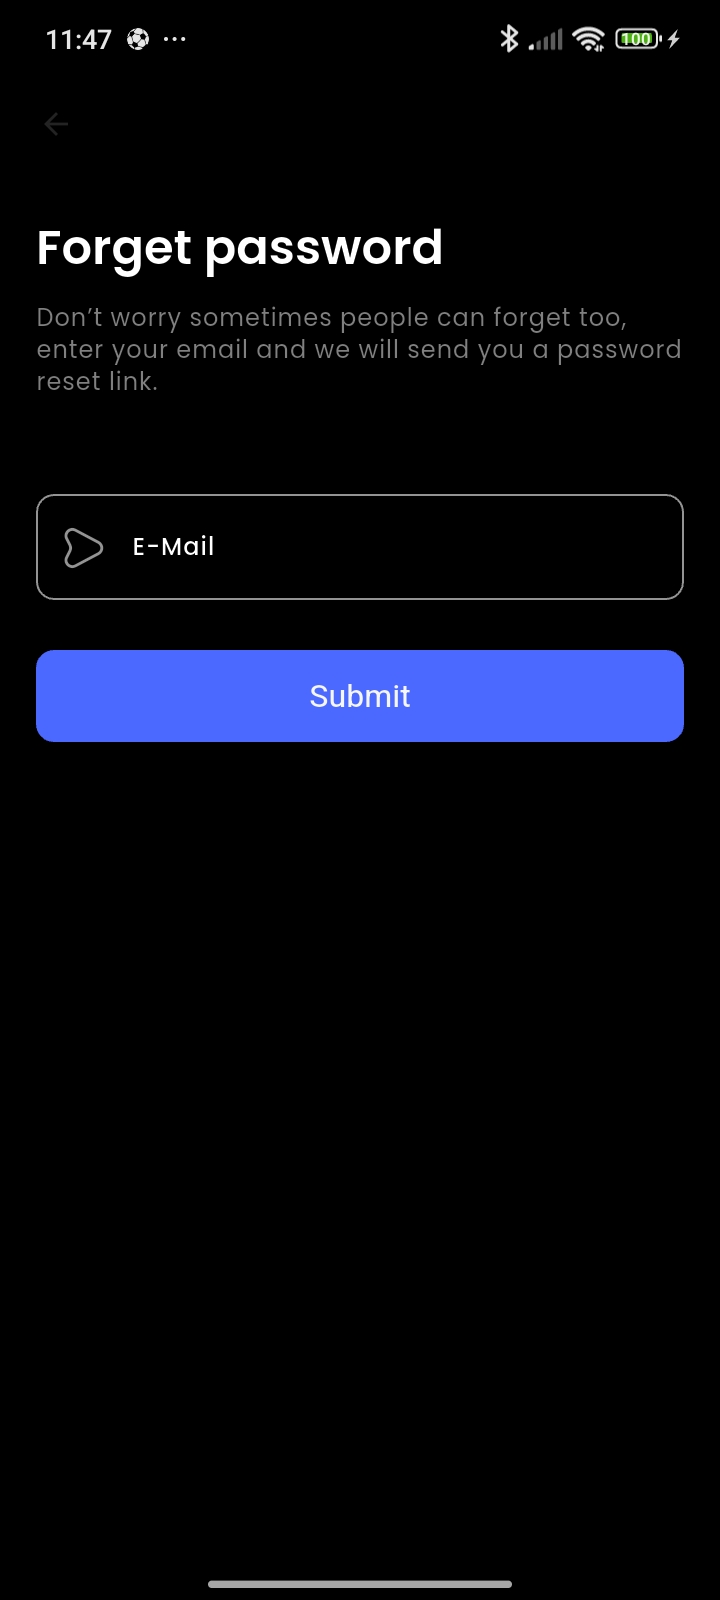 11:47
100
Forget password
Don’t worry sometimes people can forget too,
enter your email and we will send you a password
reset link.
E-Mail
Submit